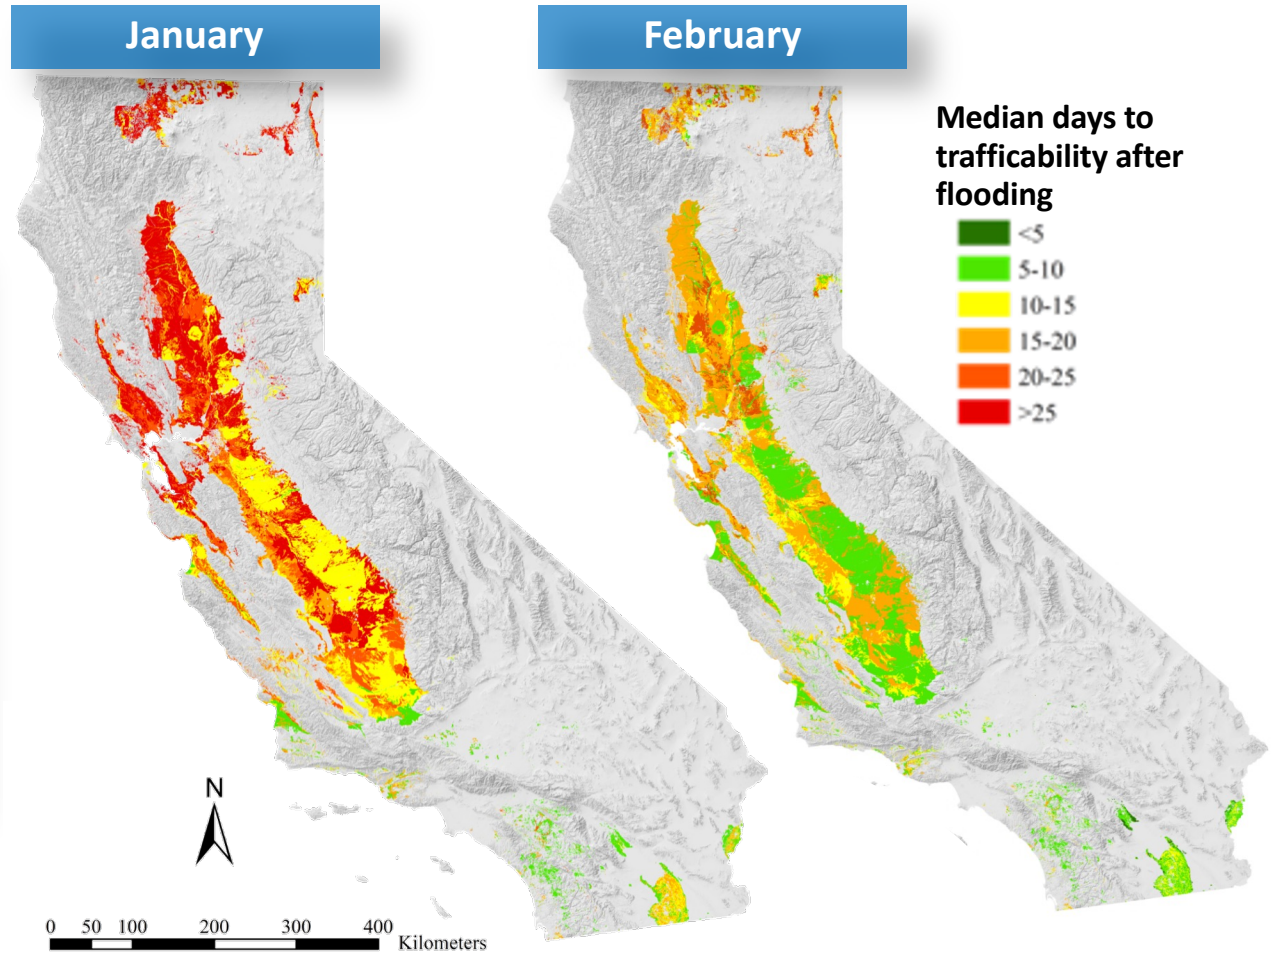 January
February
Median days to
trafficability after
flooding
<5
5-10
10-15
15-20
20-25
>25
N
0 50 100 200 300 400 Kilometers